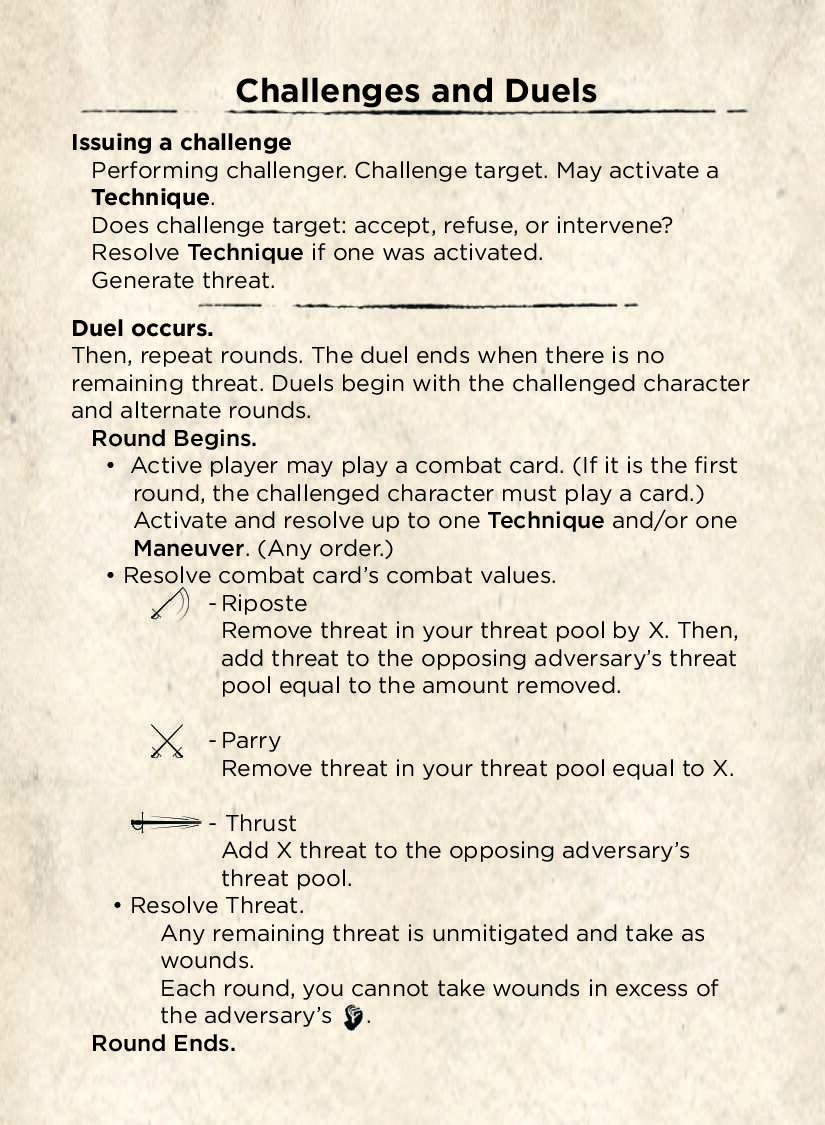 Challenges and Duels
Issuing a challenge
Performing challenger. Challenge target. May activate a
Technique.
Does challenge target: accept, refuse, or intervene?
Resolve Technique if one was activated.
Generate threat.
Duel occurs.
Then, repeat rounds. The duel ends when there is no
remaining threat. Duels begin with the challenged character
and alternate rounds.
Round Begins.
• Active player may play a combat card. (If it is the first
round, the challenged character must play a card.)
Activate and resolve up to one Technique and/or one
Maneuver. (Any order.)
• Resolve combat card’s combat values.
- Riposte
Remove threat in your threat pool by X. Then,
add threat to the opposing adversary’s threat
pool equal to the amount removed.
- Parry
Remove threat in your threat pool equal to X.
- Thrust
Add X threat to the opposing adversary’s
threat pool.
• Resolve Threat.
Any remaining threat is unmitigated and take as
wounds.
Each round, you cannot take wounds in excess of
the adversary’s .
Round Ends.